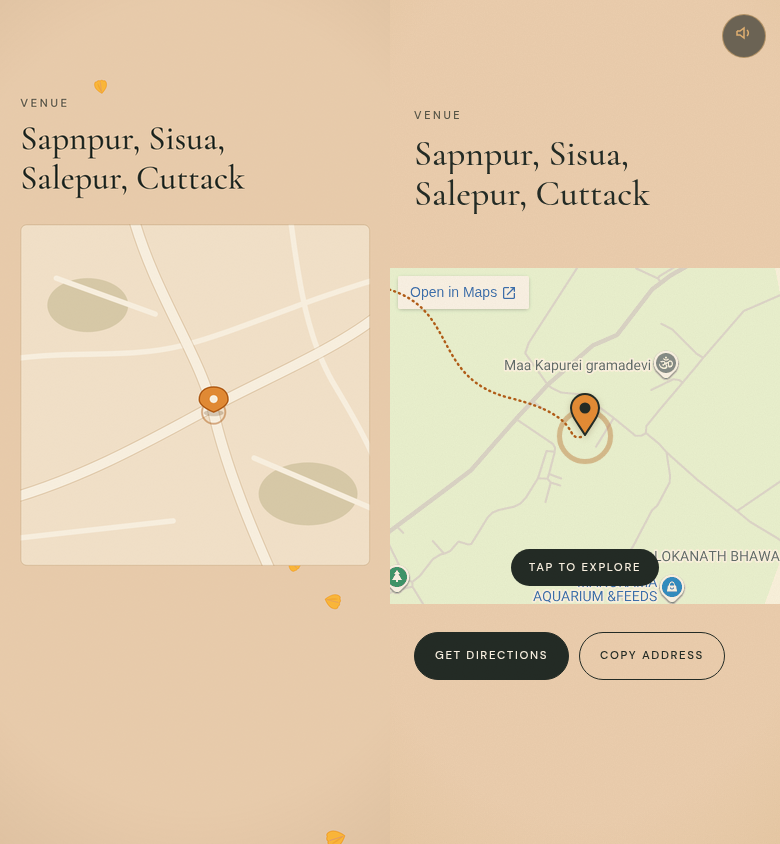 VENUE
Sapnpur, Sisua,
Salepur, Cuttack
VENUE
Sapnpur, Sisua,
Salepur, Cuttack
Open in Maps
Maa Kapurei gramadevi
LOKANATH BHAWA
TAP TO EXPLORE
AQUARIUM &FEEDS
GET DIRECTIONS
COPY ADDRESS